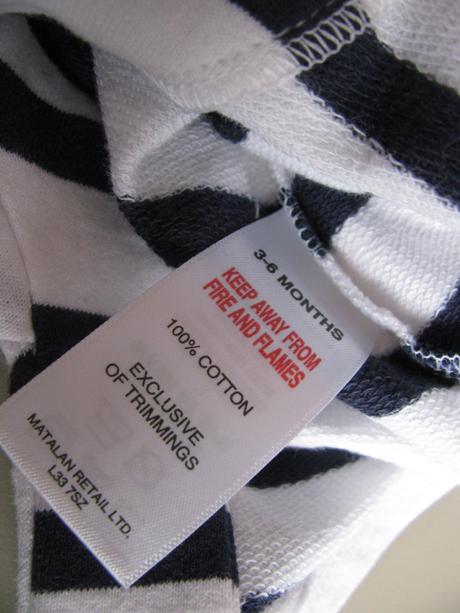 3-6 MONTHS
KEEP AWAY FROM
FIRE AND FLAMES
100% COTTON
EXCLUSIVE
OF TRIMMINGS
MATALAN RETAIL LTD.
L33 7SZ